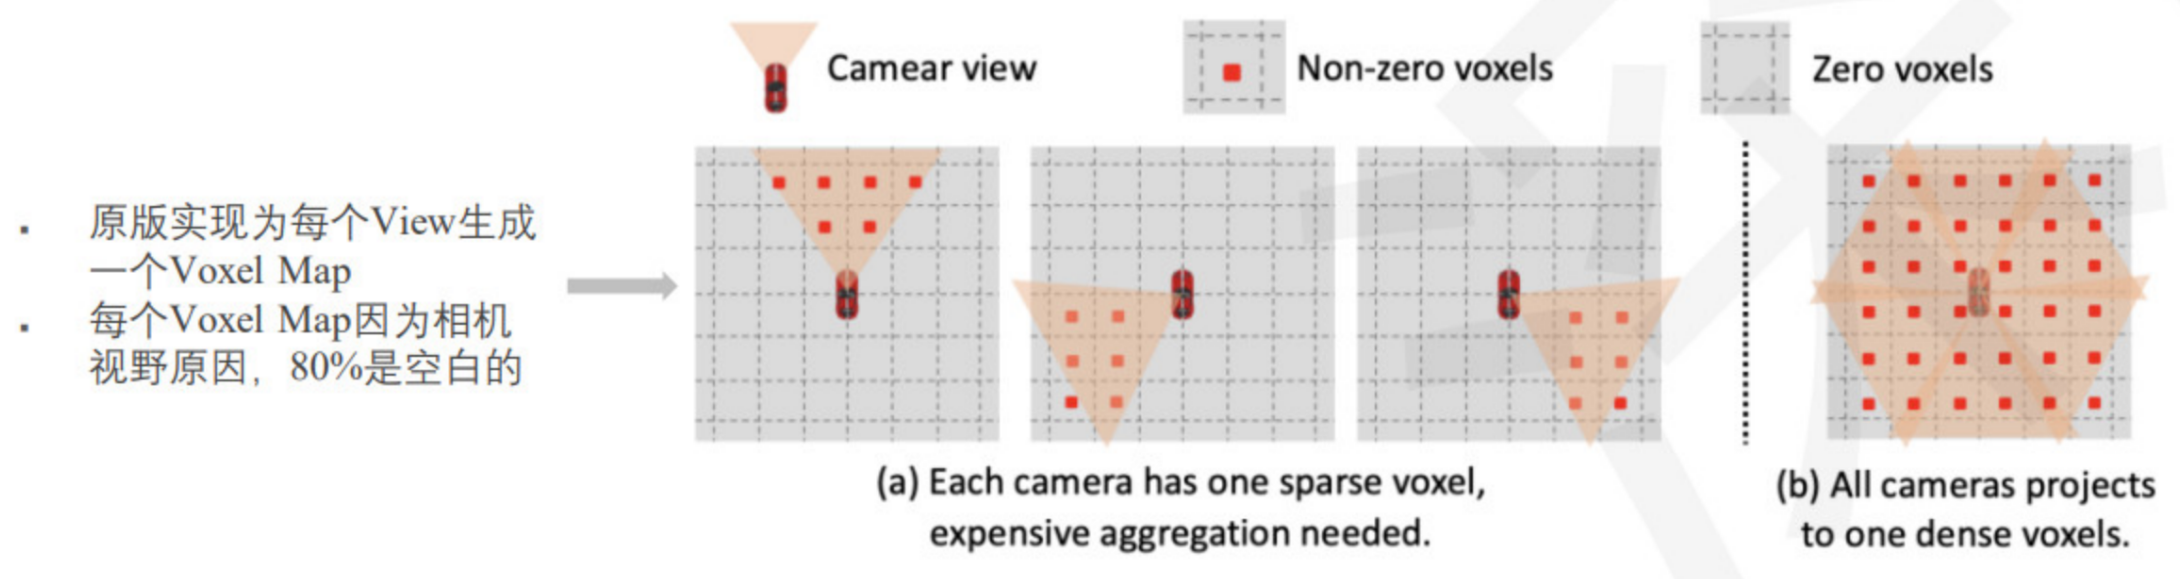 Camear view
Non-zero voxels
Zero voxels
▪ 原版实现为每个View生成
一个Voxel Map
▪ 每个Voxel Map因为相机
视野原因，80%是空白的
(a) Each camera has one sparse voxel,
expensive aggregation needed.
(b) All cameras projects
to one dense voxels.